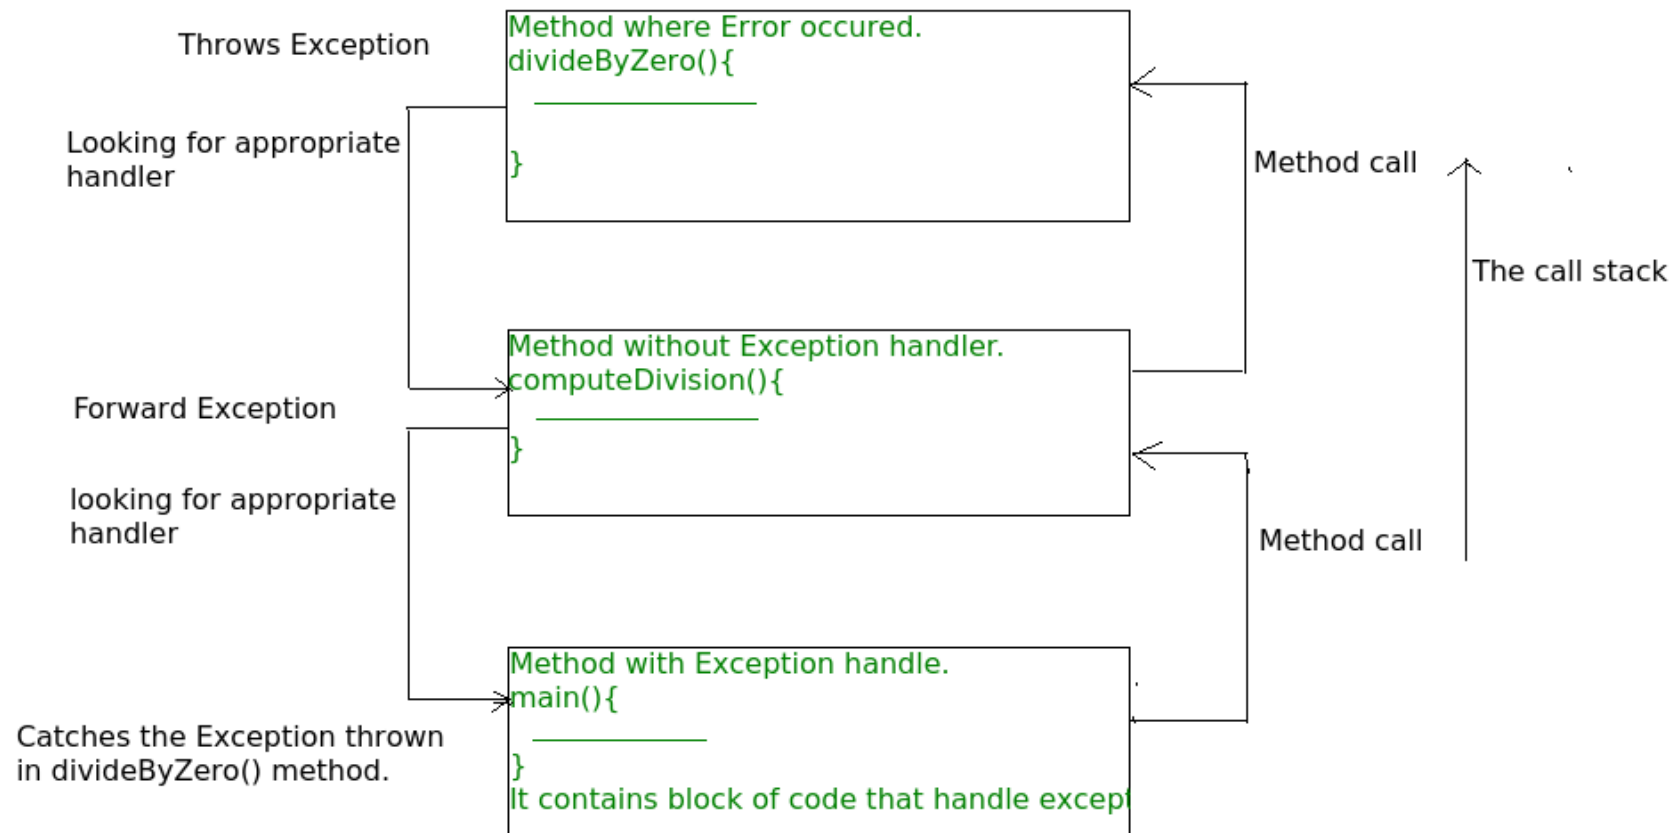 Throws Exception
Method where Error occured.
divideByZero(){
}
Looking for appropriate
handler
Method call
The call stack
Method without Exception handler.
computeDivision(){
}
Forward Exception
looking for appropriate
handler
Method call
Method with Exception handle.
main(){
}
It contains block of code that handle except
Catches the Exception thrown
in divideByZero() method.